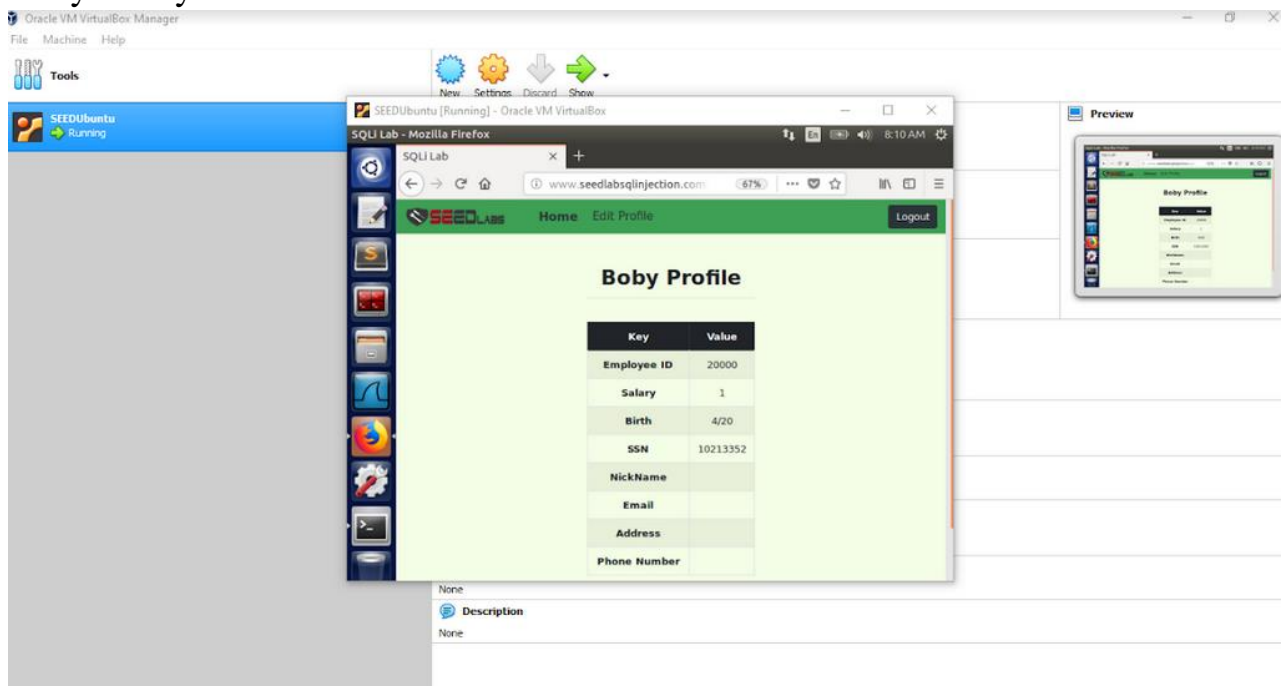 Oracle VM VirtualBox Manager
File Machine Help
Tools
New Settings Discard Show
SEEDUbuntu
Running
SEEDUbuntu [Running] - Oracle VM VirtualBox
SQLi Lab - Mozilla Firefox
En
8:10 AM
SQLi Lab
www.seedlabsqlinjection.com
67%
SEEDLABS
Home Edit Profile
Logout
Boby Profile
Key Value
Employee ID 20000
Salary 1
Birth 4/20
SSN 10213352
NickName
Email
Address
Phone Number
Preview
Boby Profile
None
Description
None